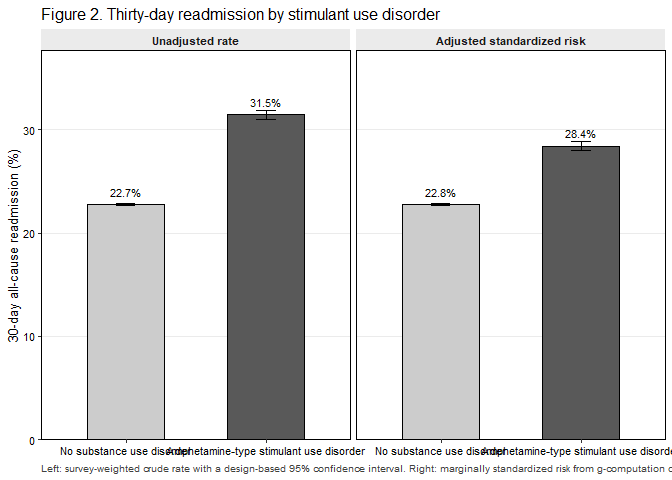 Figure 2. Thirty-day readmission by stimulant use disorder
Unadjusted rate
Adjusted standardized risk
30-day all-cause readmission (%)
30
20
10
0
22.7%
31.5%
22.8%
28.4%
No substance use disorder
Amphetamine-type stimulant use disorder
No substance use disorder
Amphetamine-type stimulant use
Left: survey-weighted crude rate with a design-based 95% confidence interval. Right: marginally standardized risk from g-computation